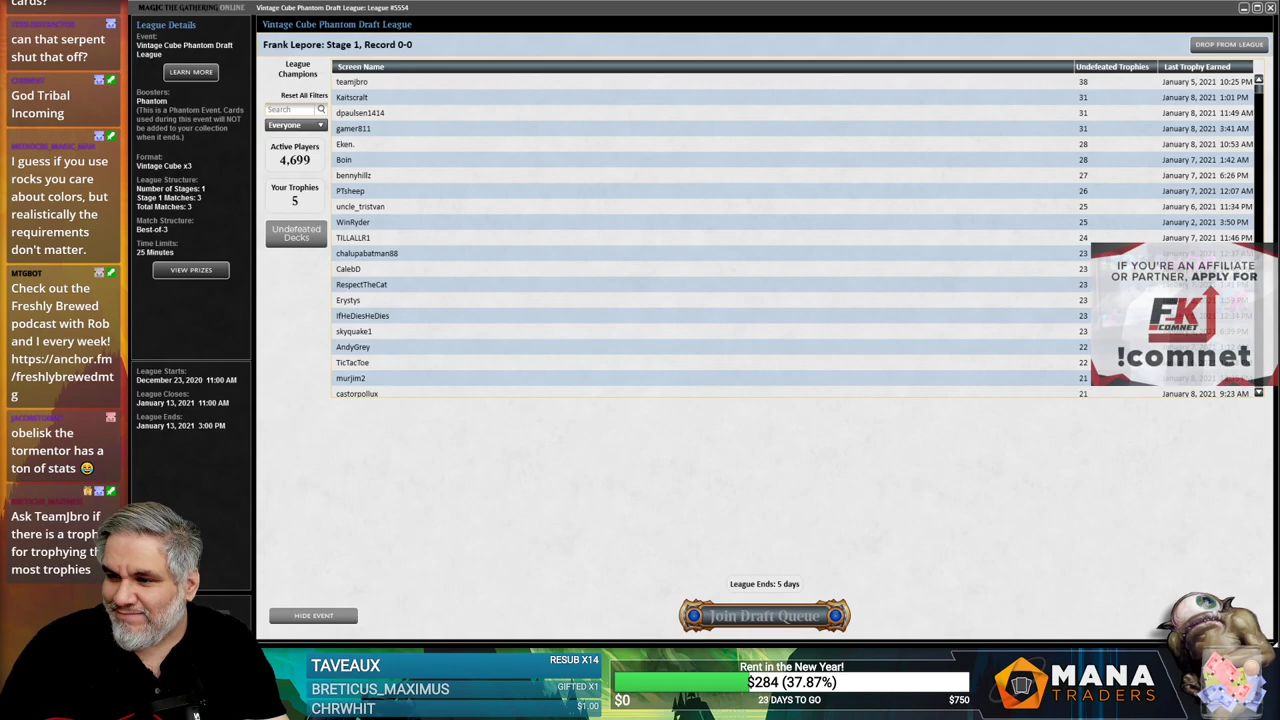 cards?
can that serpent
shut that off?
God Tribal
Incoming
I guess if you use
rocks you care
about colors, but
realistically the
requirements
don't matter.
MTGBOT
Check out the
Freshly Brewed
podcast with Rob
and I every week!
https://anchor.fm
/freshlybrewedmt
g
obelisk the
tormentor has a
ton of stats 😅
BRETICUS_MAXIMUS
Ask TeamJbro if
there is a troph
for trophying th
most trophies
MAGIC THE GATHERING ONLINE
Vintage Cube Phantom Draft League: League #5554
League Details
Event:
Vintage Cube Phantom Draft
League
LEARN MORE
Boosters:
Phantom
(This is a Phantom Event. Cards
used during this event will NOT
be added to your collection
when it ends.)
Format:
Vintage Cube x3
League Structure:
Number of Stages: 1
Stage 1 Matches: 3
Total Matches: 3
Match Structure:
Best-of-3
Time Limits:
25 Minutes
VIEW PRIZES
League Starts:
December 23, 2020 11:00 AM
League Closes:
January 13, 2021 11:00 AM
League Ends:
January 13, 2021 3:00 PM
Vintage Cube Phantom Draft League
Frank Lepore: Stage 1, Record 0-0
DROP FROM LEAGUE
League
Champions
Reset All Filters
Search
Everyone
Active Players
4,699
Your Trophies
5
Undefeated
Decks
Screen Name Undefeated Trophies Last Trophy Earned
teamjbro 38 January 5, 2021 10:25 PM
Kaitscralt 31 January 8, 2021 1:01 PM
dpaulsen1414 31 January 8, 2021 11:49 AM
gamer811 31 January 8, 2021 3:41 AM
Eken. 28 January 8, 2021 10:53 AM
Boin 28 January 7, 2021 1:42 AM
bennyhillz 27 January 7, 2021 6:26 PM
PTsheep 26 January 7, 2021 12:07 AM
uncle_tristvan 25 January 6, 2021 11:34 PM
WinRyder 25 January 2, 2021 3:50 PM
TILLALLR1 24 January 7, 2021 11:46 PM
chalupabatman88 23
CalebD 23
RespectTheCat 23
Erystys 23
IfHeDiesHeDies 23
skyquake1 23
AndyGrey 22
TicTacToe 22
murjim2 21
castorpollux 21 January 8, 2021 9:23 AM
IF YOU'RE AN AFFILIATE
OR PARTNER, APPLY FOR
.COMNET
!comnet
League Ends: 5 days
HIDE EVENT
Join Draft Queue
TAVEAUX RESUB X14
BRETICUS_MAXIMUS GIFTED X1
CHRWHIT $1.00
Rent in the New Year!
$284 (37.87%)
$0 23 DAYS TO GO $750
MANA
TRADERS